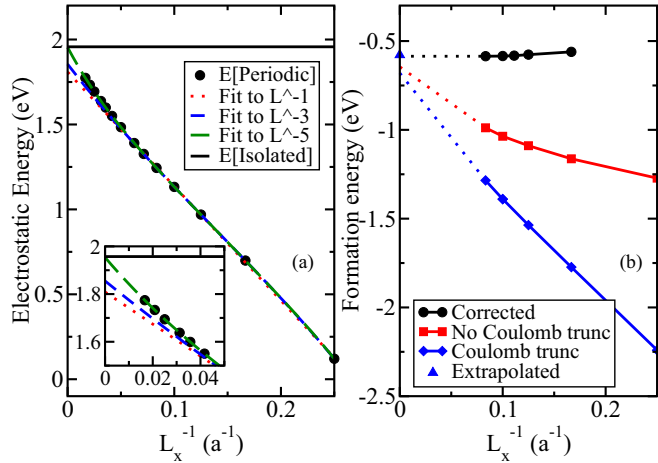 Electrostatic Energy (eV)
2
1.5
1
0.5
0
E[Periodic]
Fit to L^-1
Fit to L^-3
Fit to L^-5
E[Isolated]
(a)
2
1.8
1.6
0
0.02
0.04
0
0.1
0.2
L_x^-1 (a^-1)
Formation energy (eV)
-0.5
-1
-1.5
-2
-2.5
(b)
Corrected
No Coulomb trunc
Coulomb trunc
Extrapolated
0
0.1
0.2
L_x^-1 (a^-1)